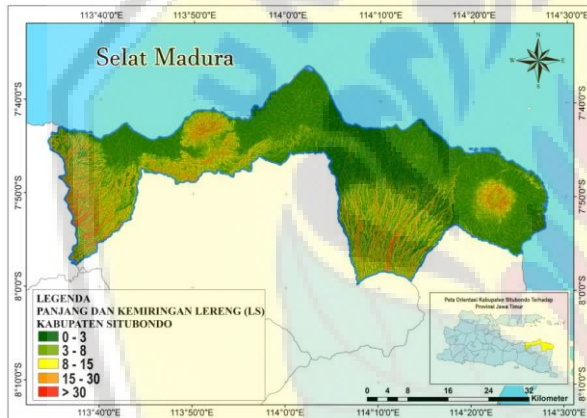 113°40'0"E 113°50'0"E 114°0'0"E 114°10'0"E 114°20'0"E 114°30'0"E
Selat Madura
N
W E
S
7°40'0"S 7°40'0"S
7°50'0"S 7°50'0"S
8°0'0"S 8°0'0"S
8°10'0"S 8°10'0"S
LEGENDA
PANJANG DAN KEMIRINGAN LERENG (LS)
KABUPATEN SITUBONDO
0 - 3
3 - 8
8 - 15
15 - 30
> 30
Peta Orientasi Kabupaten Situbondo Terhadap
Provinsi Jawa Timur
0 4 8 16 24 32
Kilometer
113°40'0"E 113°50'0"E 114°0'0"E 114°10'0"E 114°20'0"E 114°30'0"E